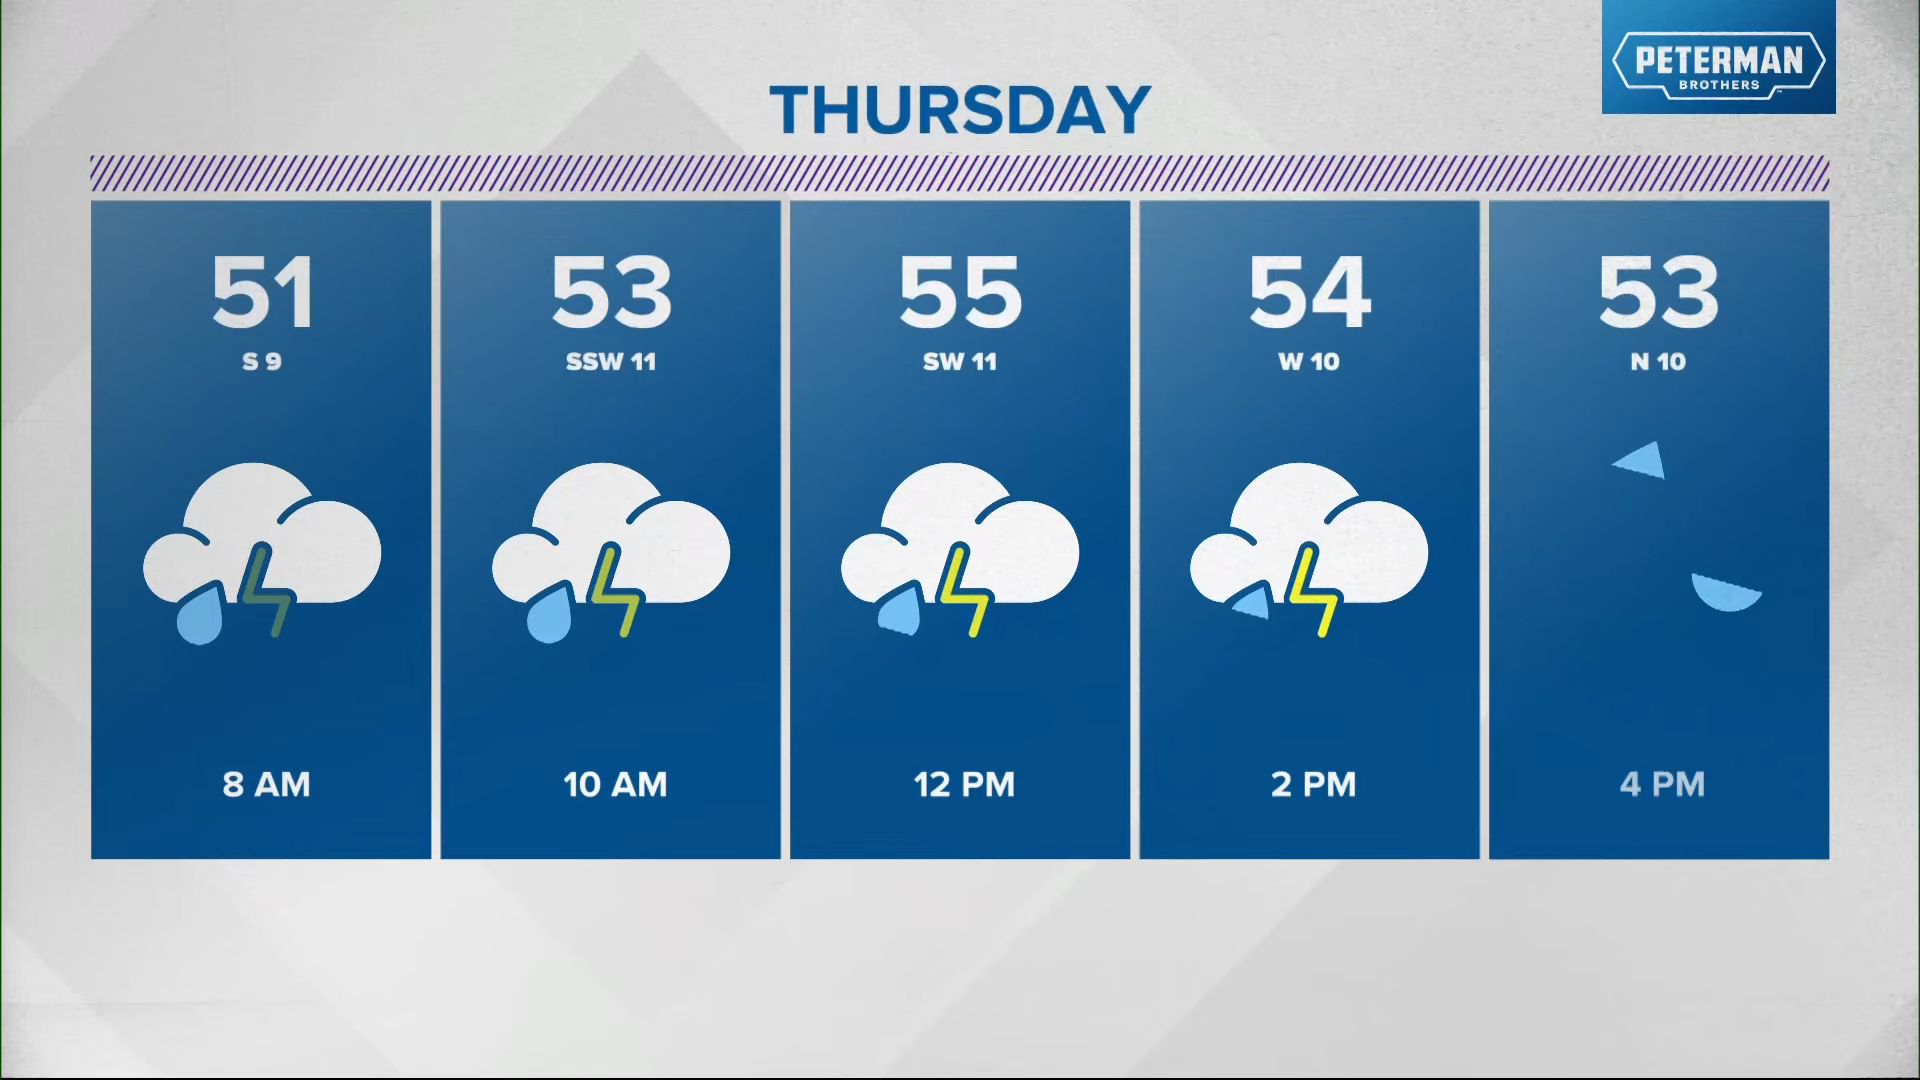 PETERMAN
BROTHERS
THURSDAY
51
S 9
8 AM
53
SSW 11
10 AM
55
SW 11
12 PM
54
W 10
2 PM
53
N 10
4 PM